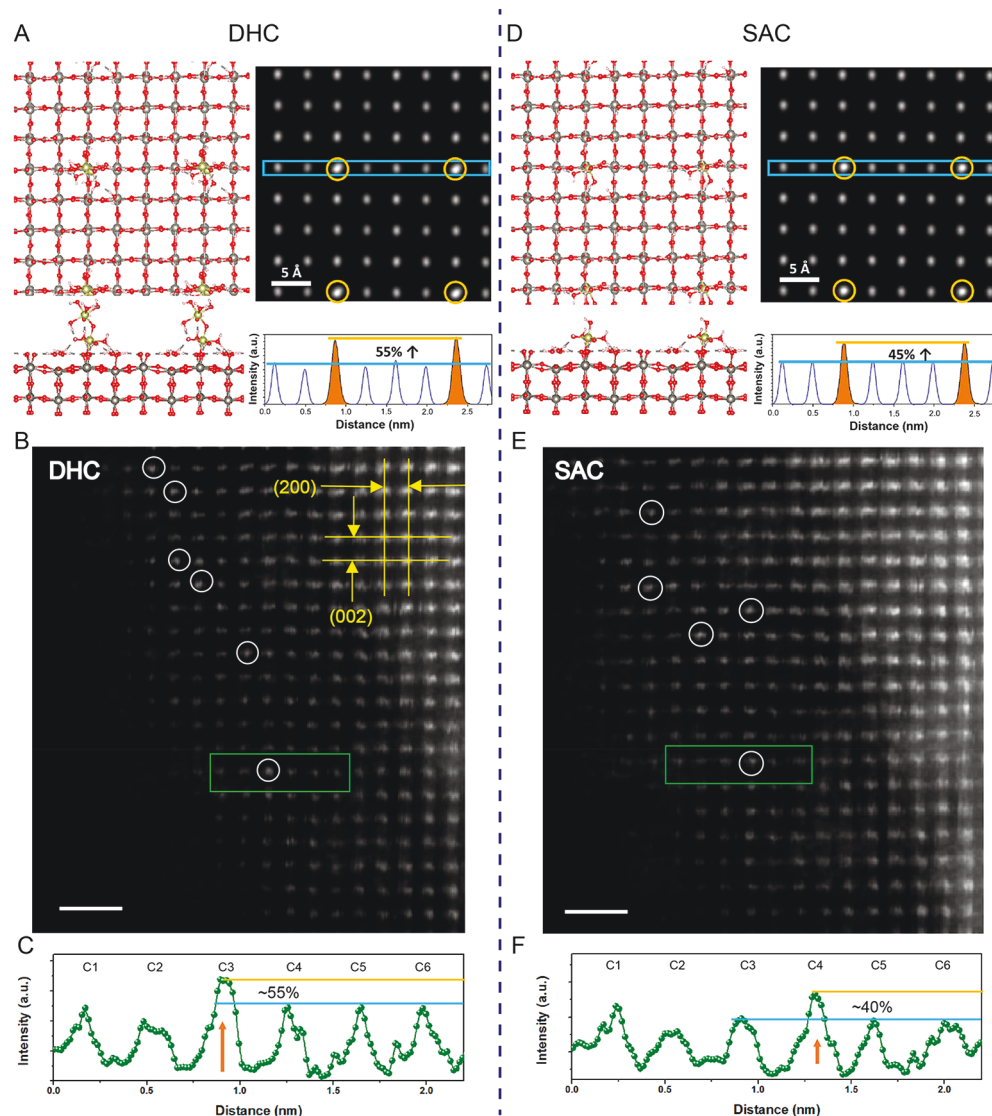 A
DHC
D
SAC
5 Å
5 Å
Intensity (a.u.)
55% ↑
0.0 0.5 1.0 1.5 2.0 2.5
Distance (nm)
Intensity (a.u.)
45% ↑
0.0 0.5 1.0 1.5 2.0 2.5
Distance (nm)
B
DHC
(200)
(002)
E
SAC
C
C1 C2 C3 C4 C5 C6
~55%
Intensity (a.u.)
0.0 0.5 1.0 1.5 2.0
Distance (nm)
F
C1 C2 C3 C4 C5 C6
~40%
Intensity (a.u.)
0.0 0.5 1.0 1.5 2.0
Distance (nm)